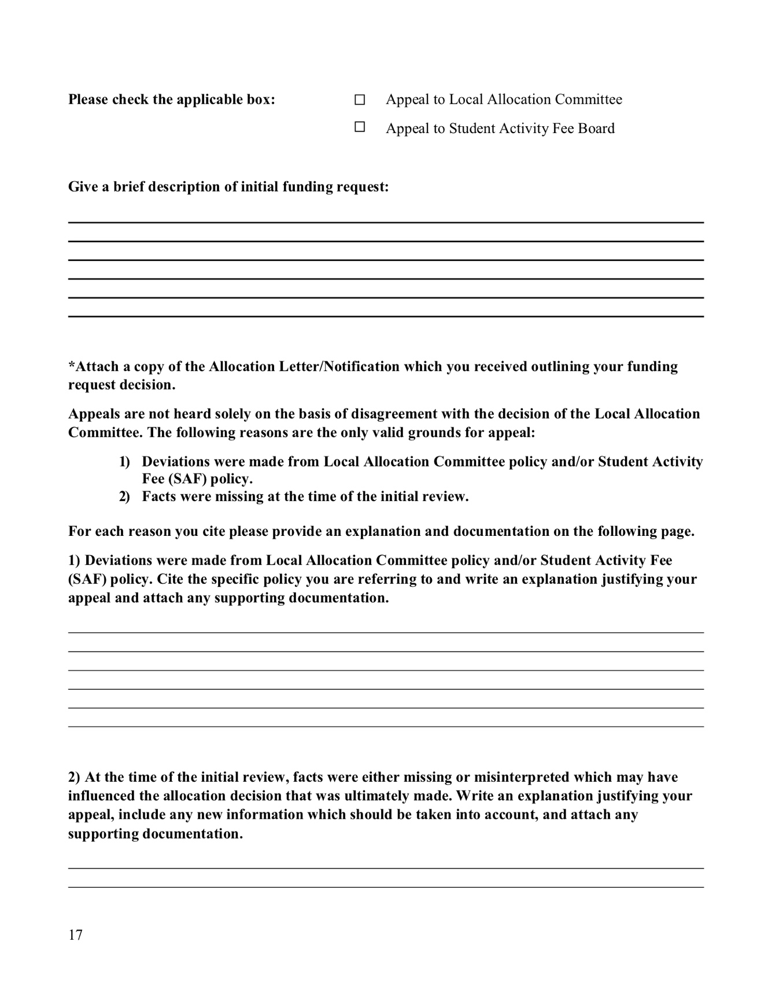 Please check the applicable box: ☐ Appeal to Local Allocation Committee
☐ Appeal to Student Activity Fee Board
Give a brief description of initial funding request:
*Attach a copy of the Allocation Letter/Notification which you received outlining your funding
request decision.
Appeals are not heard solely on the basis of disagreement with the decision of the Local Allocation
Committee. The following reasons are the only valid grounds for appeal:
1) Deviations were made from Local Allocation Committee policy and/or Student Activity
Fee (SAF) policy.
2) Facts were missing at the time of the initial review.
For each reason you cite please provide an explanation and documentation on the following page.
1) Deviations were made from Local Allocation Committee policy and/or Student Activity Fee
(SAF) policy. Cite the specific policy you are referring to and write an explanation justifying your
appeal and attach any supporting documentation.
2) At the time of the initial review, facts were either missing or misinterpreted which may have
influenced the allocation decision that was ultimately made. Write an explanation justifying your
appeal, include any new information which should be taken into account, and attach any
supporting documentation.
17